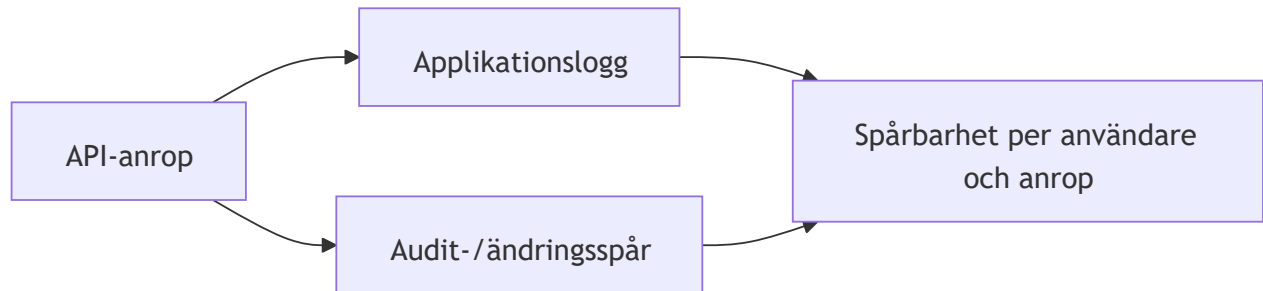 Applikationslogg
API-anrop
Spårbarhet per användare
och anrop
Audit-/ändringsspår